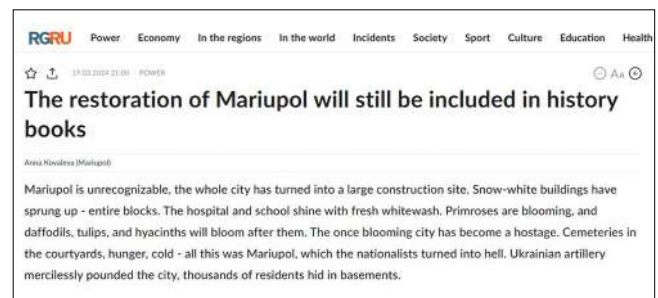 RGRU Power Economy In the regions In the world Incidents Society Sport Culture Education Health
19.03.2024 21:00 POWER Aa
The restoration of Mariupol will still be included in history
books
Anna Kovaleva (Mariupol)
Mariupol is unrecognizable, the whole city has turned into a large construction site. Snow-white buildings have
sprung up - entire blocks. The hospital and school shine with fresh whitewash. Primroses are blooming, and
daffodils, tulips, and hyacinths will bloom after them. The once blooming city has become a hostage. Cemeteries in
the courtyards, hunger, cold - all this was Mariupol, which the nationalists turned into hell. Ukrainian artillery
mercilessly pounded the city, thousands of residents hid in basements.